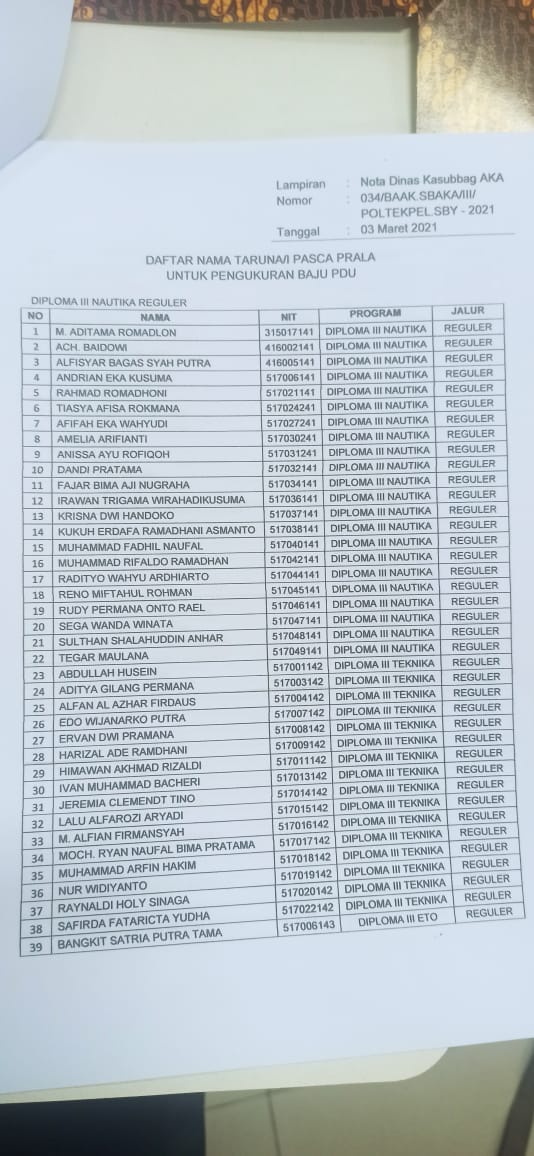 Lampiran : Nota Dinas Kasubbag AKA
Nomor : 034/BAAK.SBAKA/III/
POLTEKPEL.SBY - 2021
Tanggal : 03 Maret 2021
DAFTAR NAMA TARUNA/I PASCA PRALA
UNTUK PENGUKURAN BAJU PDU
DIPLOMA III NAUTIKA REGULER
NO NAMA NIT PROGRAM JALUR
1 M. ADITAMA ROMADLON 315017141 DIPLOMA III NAUTIKA REGULER
2 ACH. BAIDOWI 416002141 DIPLOMA III NAUTIKA REGULER
3 ALFISYAR BAGAS SYAH PUTRA 416005141 DIPLOMA III NAUTIKA REGULER
4 ANDRIAN EKA KUSUMA 517006141 DIPLOMA III NAUTIKA REGULER
5 RAHMAD ROMADHONI 517021141 DIPLOMA III NAUTIKA REGULER
6 TIASYA AFISA ROKMANA 517024241 DIPLOMA III NAUTIKA REGULER
7 AFIFAH EKA WAHYUDI 517027241 DIPLOMA III NAUTIKA REGULER
8 AMELIA ARIFIANTI 517030241 DIPLOMA III NAUTIKA REGULER
9 ANISSA AYU ROFIQOH 517031241 DIPLOMA III NAUTIKA REGULER
10 DANDI PRATAMA 517032141 DIPLOMA III NAUTIKA REGULER
11 FAJAR BIMA AJI NUGRAHA 517034141 DIPLOMA III NAUTIKA REGULER
12 IRAWAN TRIGAMA WIRAHADIKUSUMA 517036141 DIPLOMA III NAUTIKA REGULER
13 KRISNA DWI HANDOKO 517037141 DIPLOMA III NAUTIKA REGULER
14 KUKUH ERDAFA RAMADHANI ASMANTO 517038141 DIPLOMA III NAUTIKA REGULER
15 MUHAMMAD FADHIL NAUFAL 517040141 DIPLOMA III NAUTIKA REGULER
16 MUHAMMAD RIFALDO RAMADHAN 517042141 DIPLOMA III NAUTIKA REGULER
17 RADITYO WAHYU ARDHIARTO 517044141 DIPLOMA III NAUTIKA REGULER
18 RENO MIFTAHUL ROHMAN 517045141 DIPLOMA III NAUTIKA REGULER
19 RUDY PERMANA ONTO RAEL 517046141 DIPLOMA III NAUTIKA REGULER
20 SEGA WANDA WINATA 517047141 DIPLOMA III NAUTIKA REGULER
21 SULTHAN SHALAHUDDIN ANHAR 517048141 DIPLOMA III NAUTIKA REGULER
22 TEGAR MAULANA 517049141 DIPLOMA III NAUTIKA REGULER
23 ABDULLAH HUSEIN 517001142 DIPLOMA III TEKNIKA REGULER
24 ADITYA GILANG PERMANA 517003142 DIPLOMA III TEKNIKA REGULER
25 ALFAN AL AZHAR FIRDAUS 517004142 DIPLOMA III TEKNIKA REGULER
26 EDO WIJANARKO PUTRA 517007142 DIPLOMA III TEKNIKA REGULER
27 ERVAN DWI PRAMANA 517008142 DIPLOMA III TEKNIKA REGULER
28 HARIZAL ADE RAMDHANI 517009142 DIPLOMA III TEKNIKA REGULER
29 HIMAWAN AKHMAD RIZALDI 517011142 DIPLOMA III TEKNIKA REGULER
30 IVAN MUHAMMAD BACHERI 517013142 DIPLOMA III TEKNIKA REGULER
31 JEREMIA CLEMENDT TINO 517014142 DIPLOMA III TEKNIKA REGULER
32 LALU ALFAROZI ARYADI 517015142 DIPLOMA III TEKNIKA REGULER
33 M. ALFIAN FIRMANSYAH 517016142 DIPLOMA III TEKNIKA REGULER
34 MOCH. RYAN NAUFAL BIMA PRATAMA 517017142 DIPLOMA III TEKNIKA REGULER
35 MUHAMMAD ARFIN HAKIM 517018142 DIPLOMA III TEKNIKA REGULER
36 NUR WIDIYANTO 517019142 DIPLOMA III TEKNIKA REGULER
37 RAYNALDI HOLY SINAGA 517020142 DIPLOMA III TEKNIKA REGULER
38 SAFIRDA FATARICTA YUDHA 517022142 DIPLOMA III TEKNIKA REGULER
39 BANGKIT SATRIA PUTRA TAMA 517006143 DIPLOMA III ETO REGULER